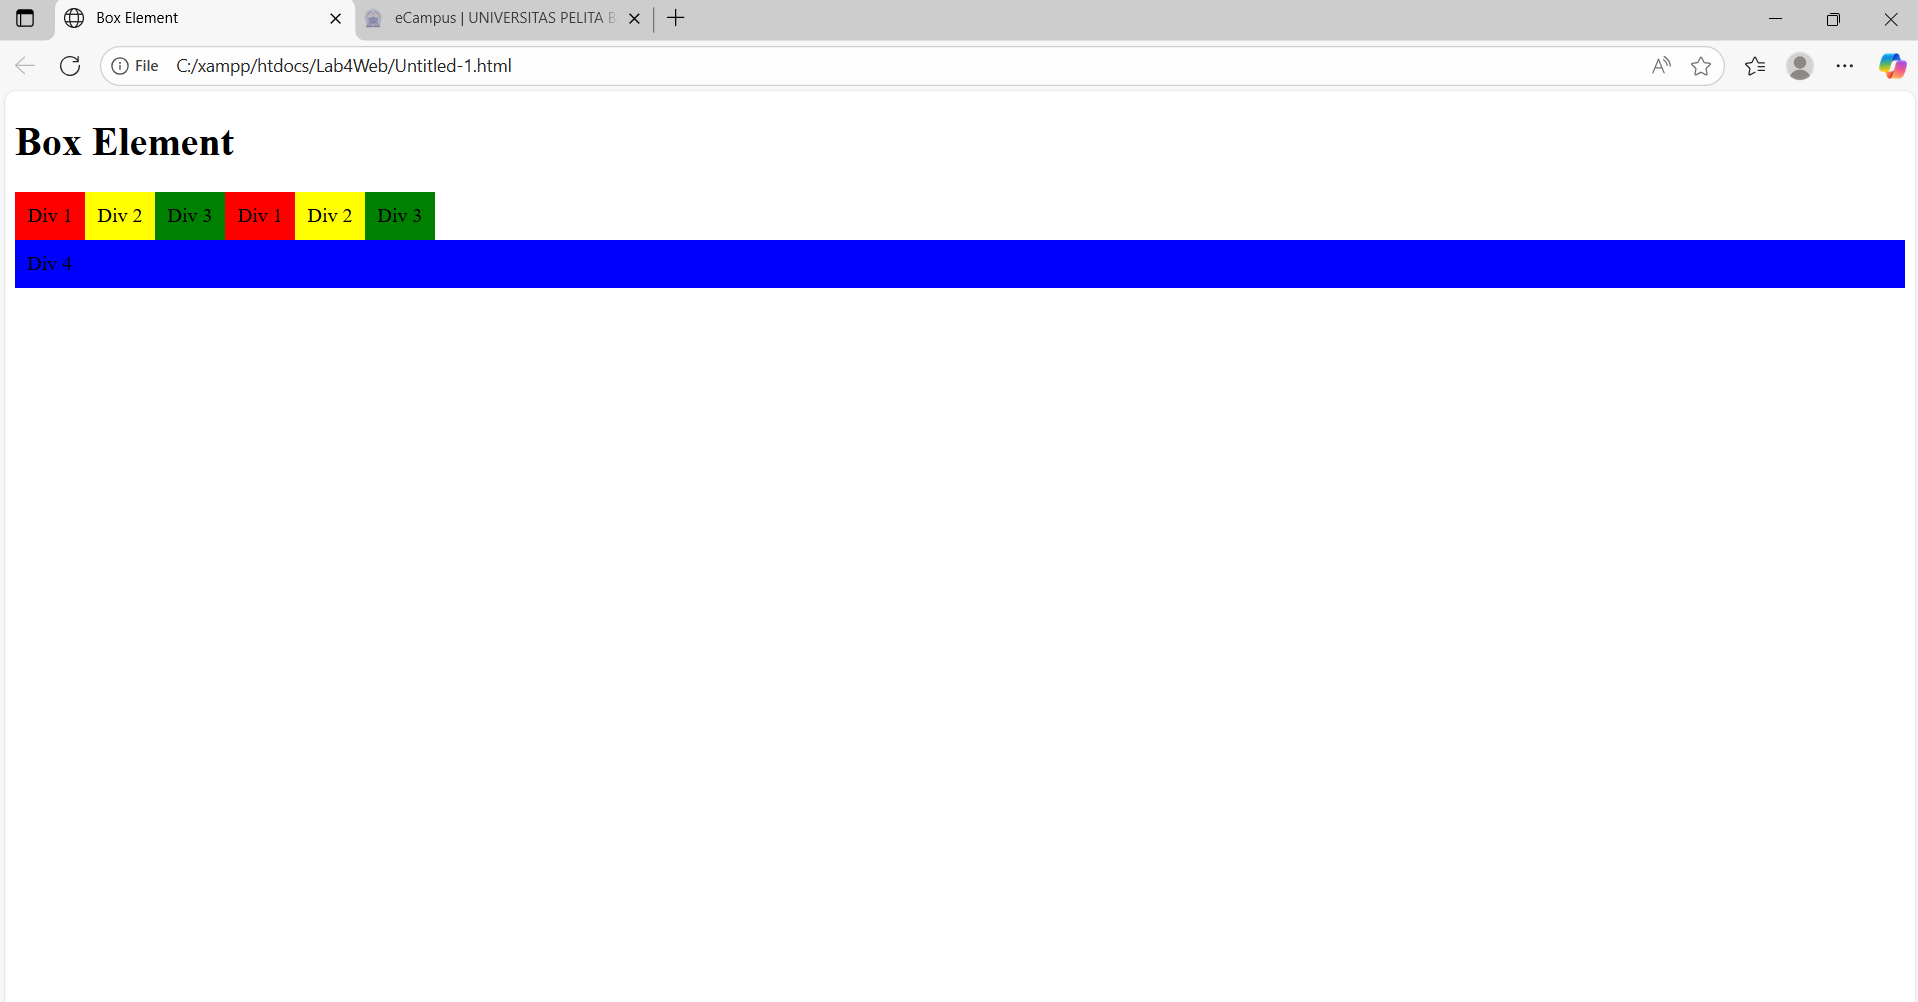 Box Element
eCampus | UNIVERSITAS PELITA B
File C:/xampp/htdocs/Lab4Web/Untitled-1.html
Box Element
Div 1 Div 2 Div 3 Div 1 Div 2 Div 3
Div 4